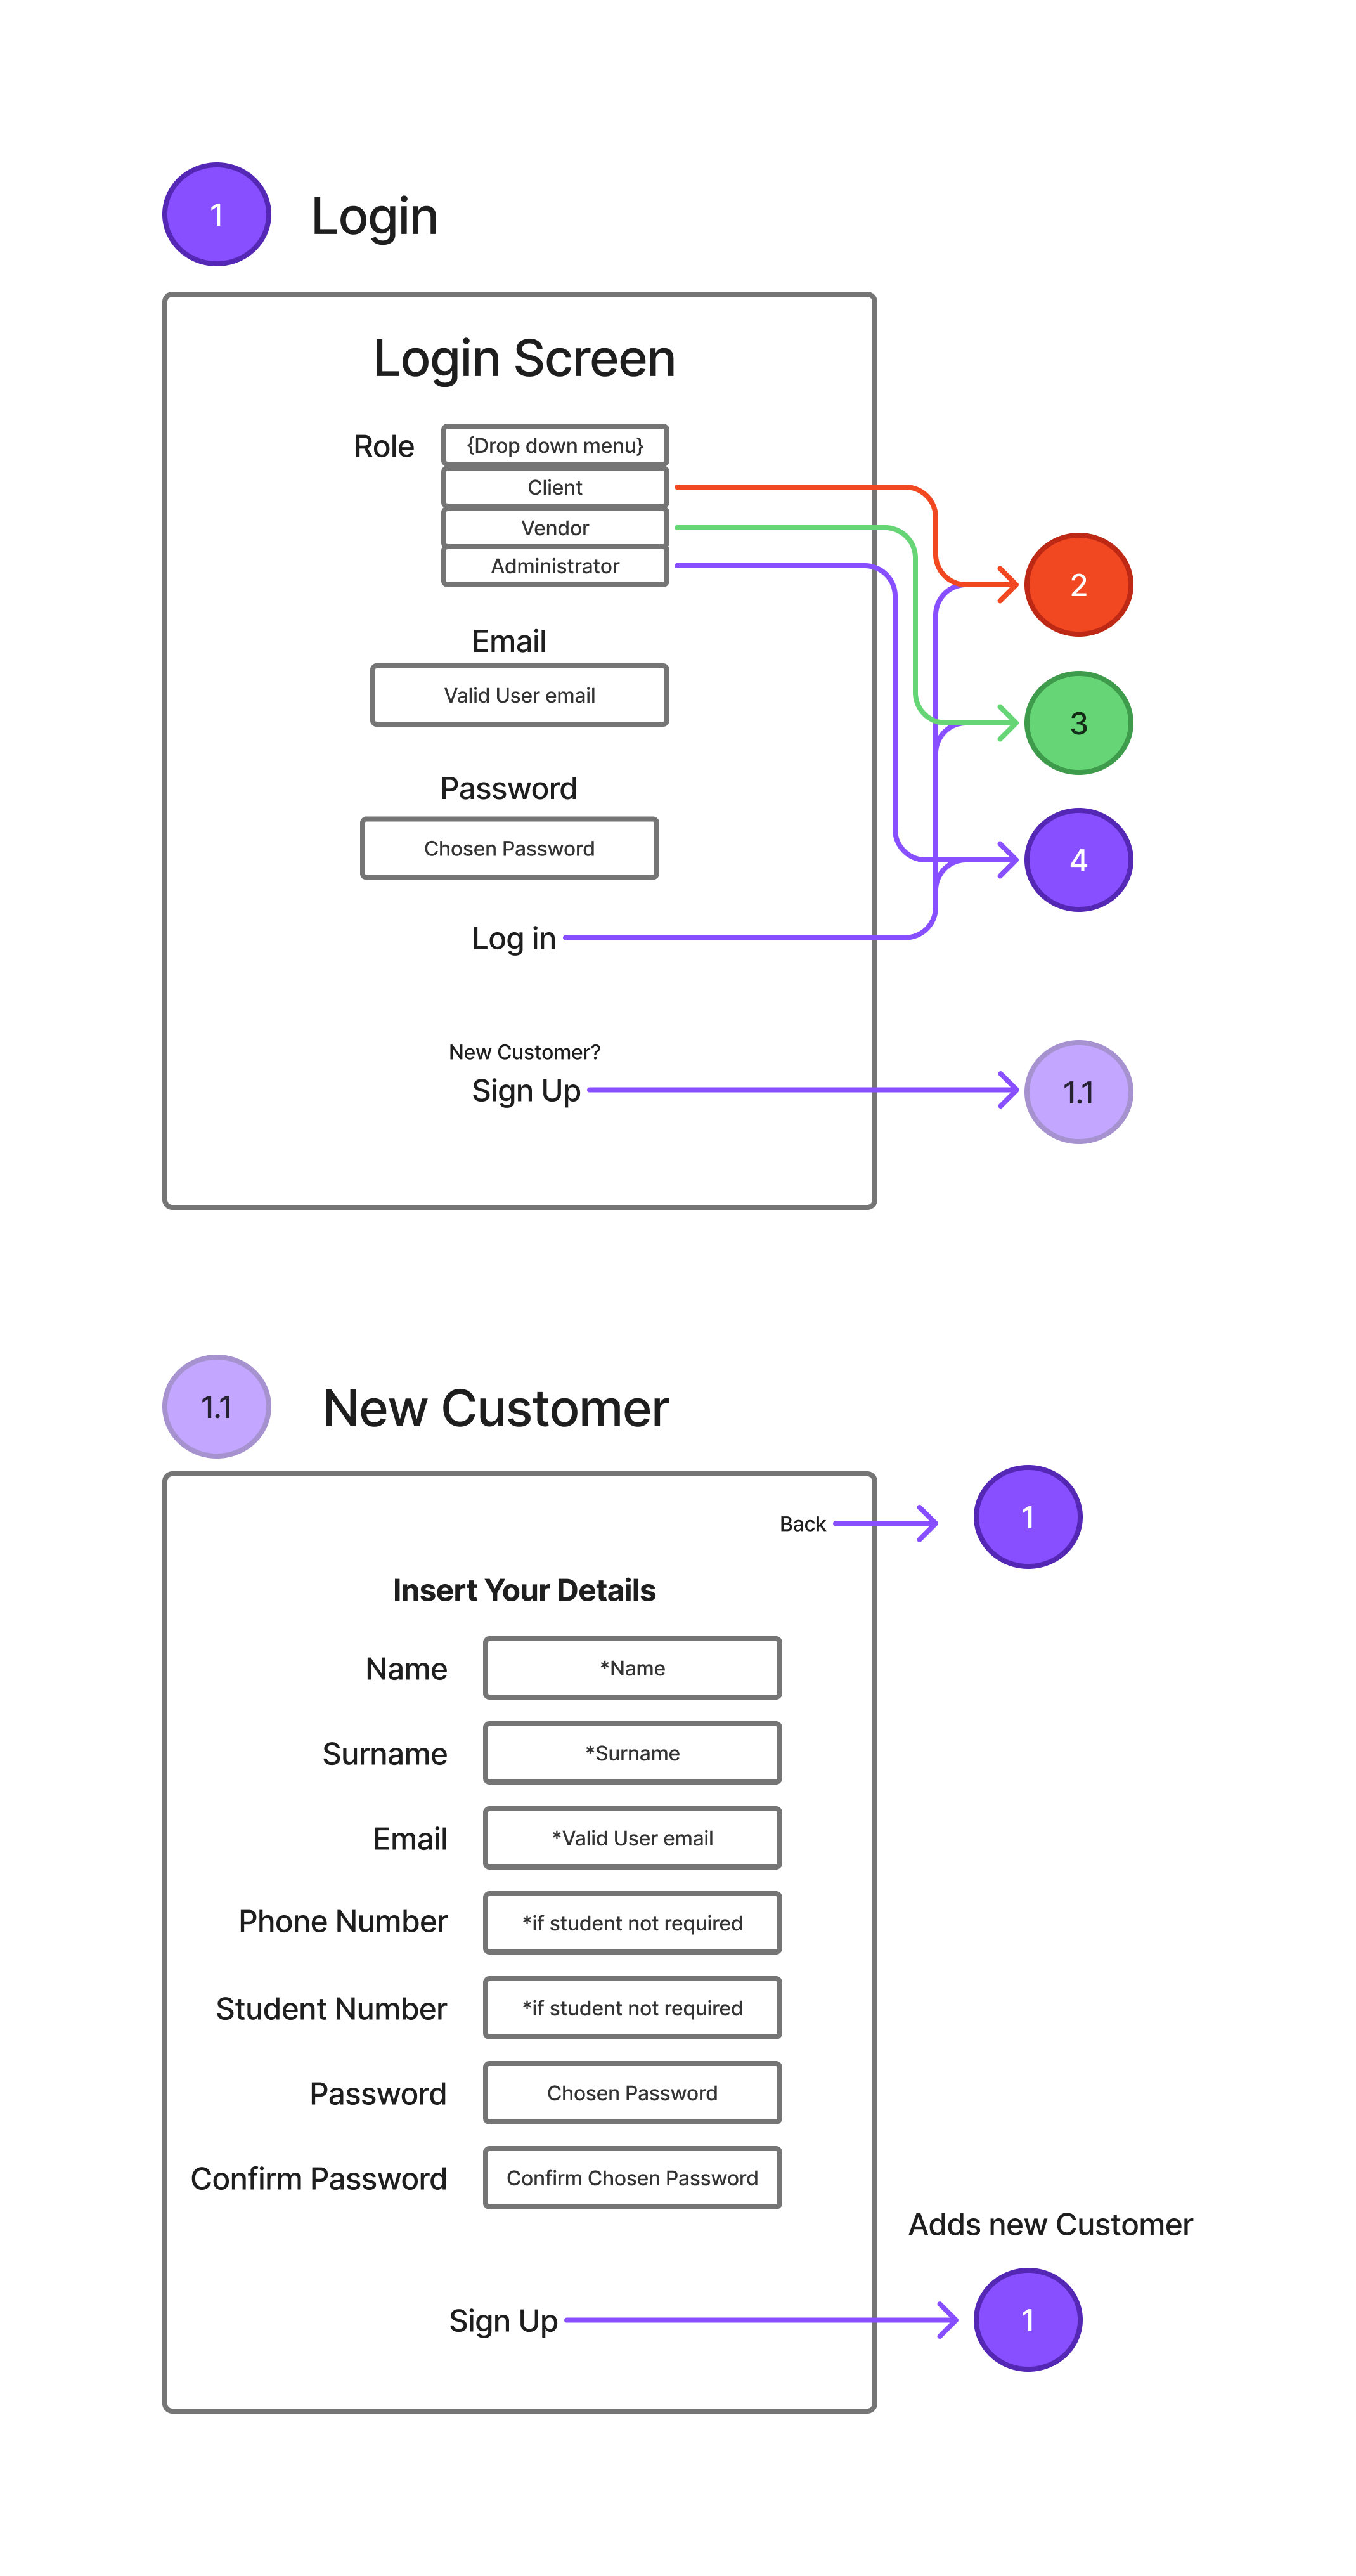 1
Login
Login Screen
Role
{Drop down menu}
Client
Vendor
Administrator
2
Email
Valid User email
3
Password
Chosen Password
4
Log in
New Customer?
Sign Up
1.1
1.1
New Customer
Back
1
Insert Your Details
Name
*Name
Surname
*Surname
Email
*Valid User email
Phone Number
*if student not required
Student Number
*if student not required
Password
Chosen Password
Confirm Password
Confirm Chosen Password
Adds new Customer
Sign Up
1